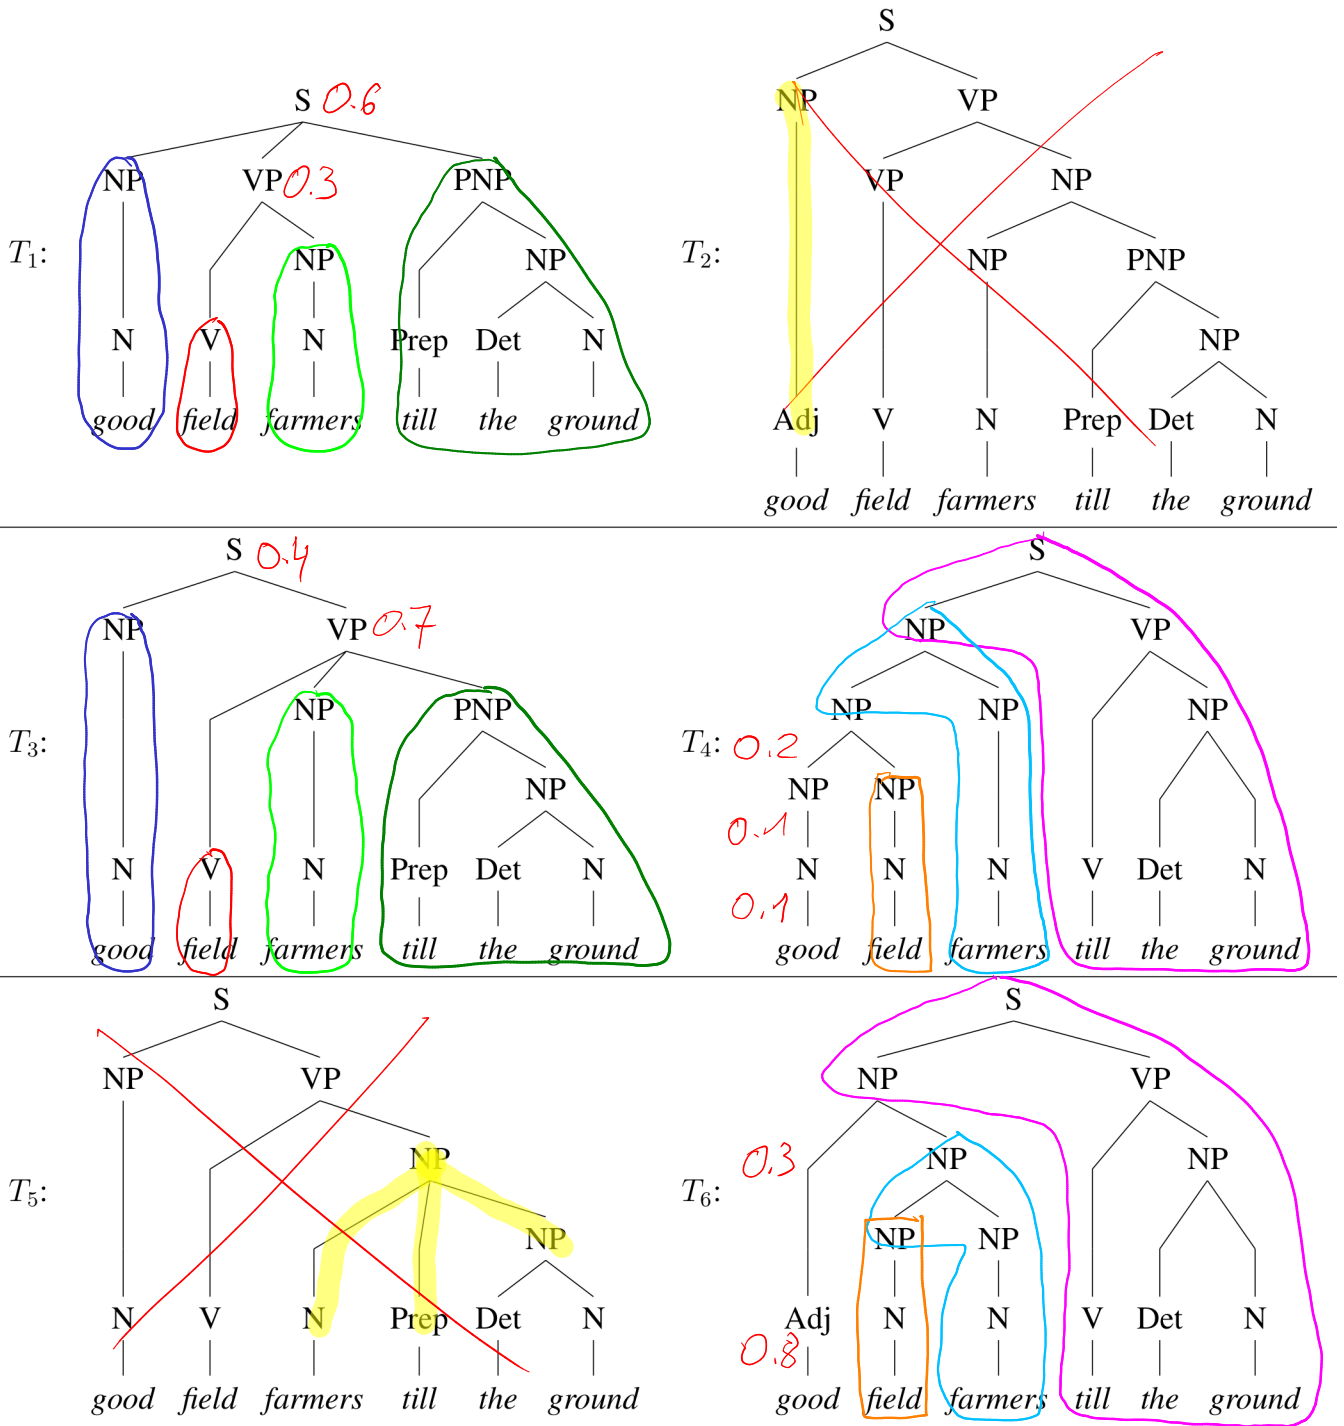 S 0.6
NP VP 0.3 PNP
T1: NP NP
N V N Prep Det N
good field farmers till the ground
S
NP VP
VP NP
T2: NP PNP
NP
Adj V N Prep Det N
good field farmers till the ground
S 0.4
NP VP 0.7
NP PNP
T3: NP
N V N Prep Det N
good field farmers till the ground
S
NP VP
NP NP NP
T4: 0.2
NP NP
0.1
N N N V Det N
0.1
good field farmers till the ground
S
NP VP
NP
T5: NP
N V N Prep Det N
good field farmers till the ground
S
NP VP
0.3 NP NP
T6: NP NP
Adj N N V Det N
0.8
good field farmers till the ground